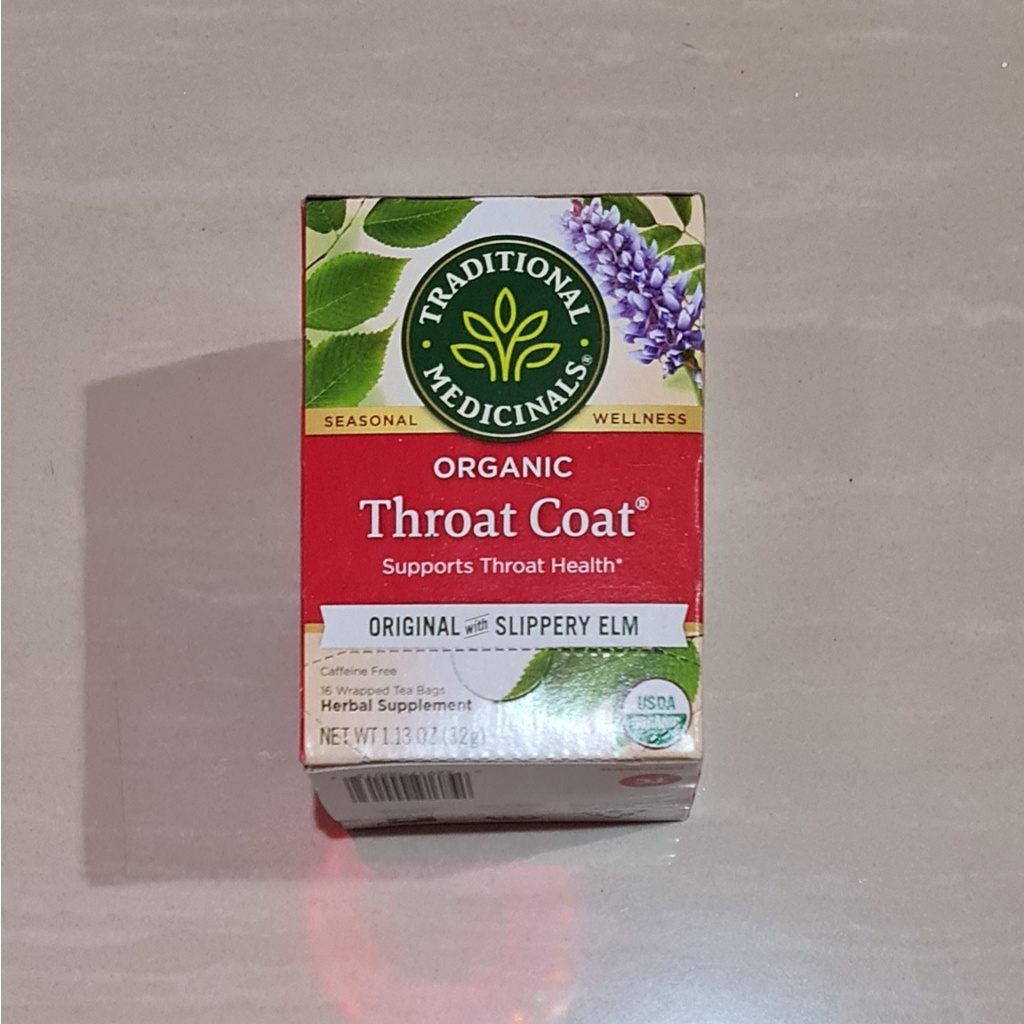 TRADITIONAL
MEDICINALS®
SEASONAL WELLNESS
ORGANIC
Throat Coat®
Supports Throat Health*
ORIGINAL with SLIPPERY ELM
Caffeine Free
16 Wrapped Tea Bags
Herbal Supplement
NET WT 1.13 OZ (32g)
USDA